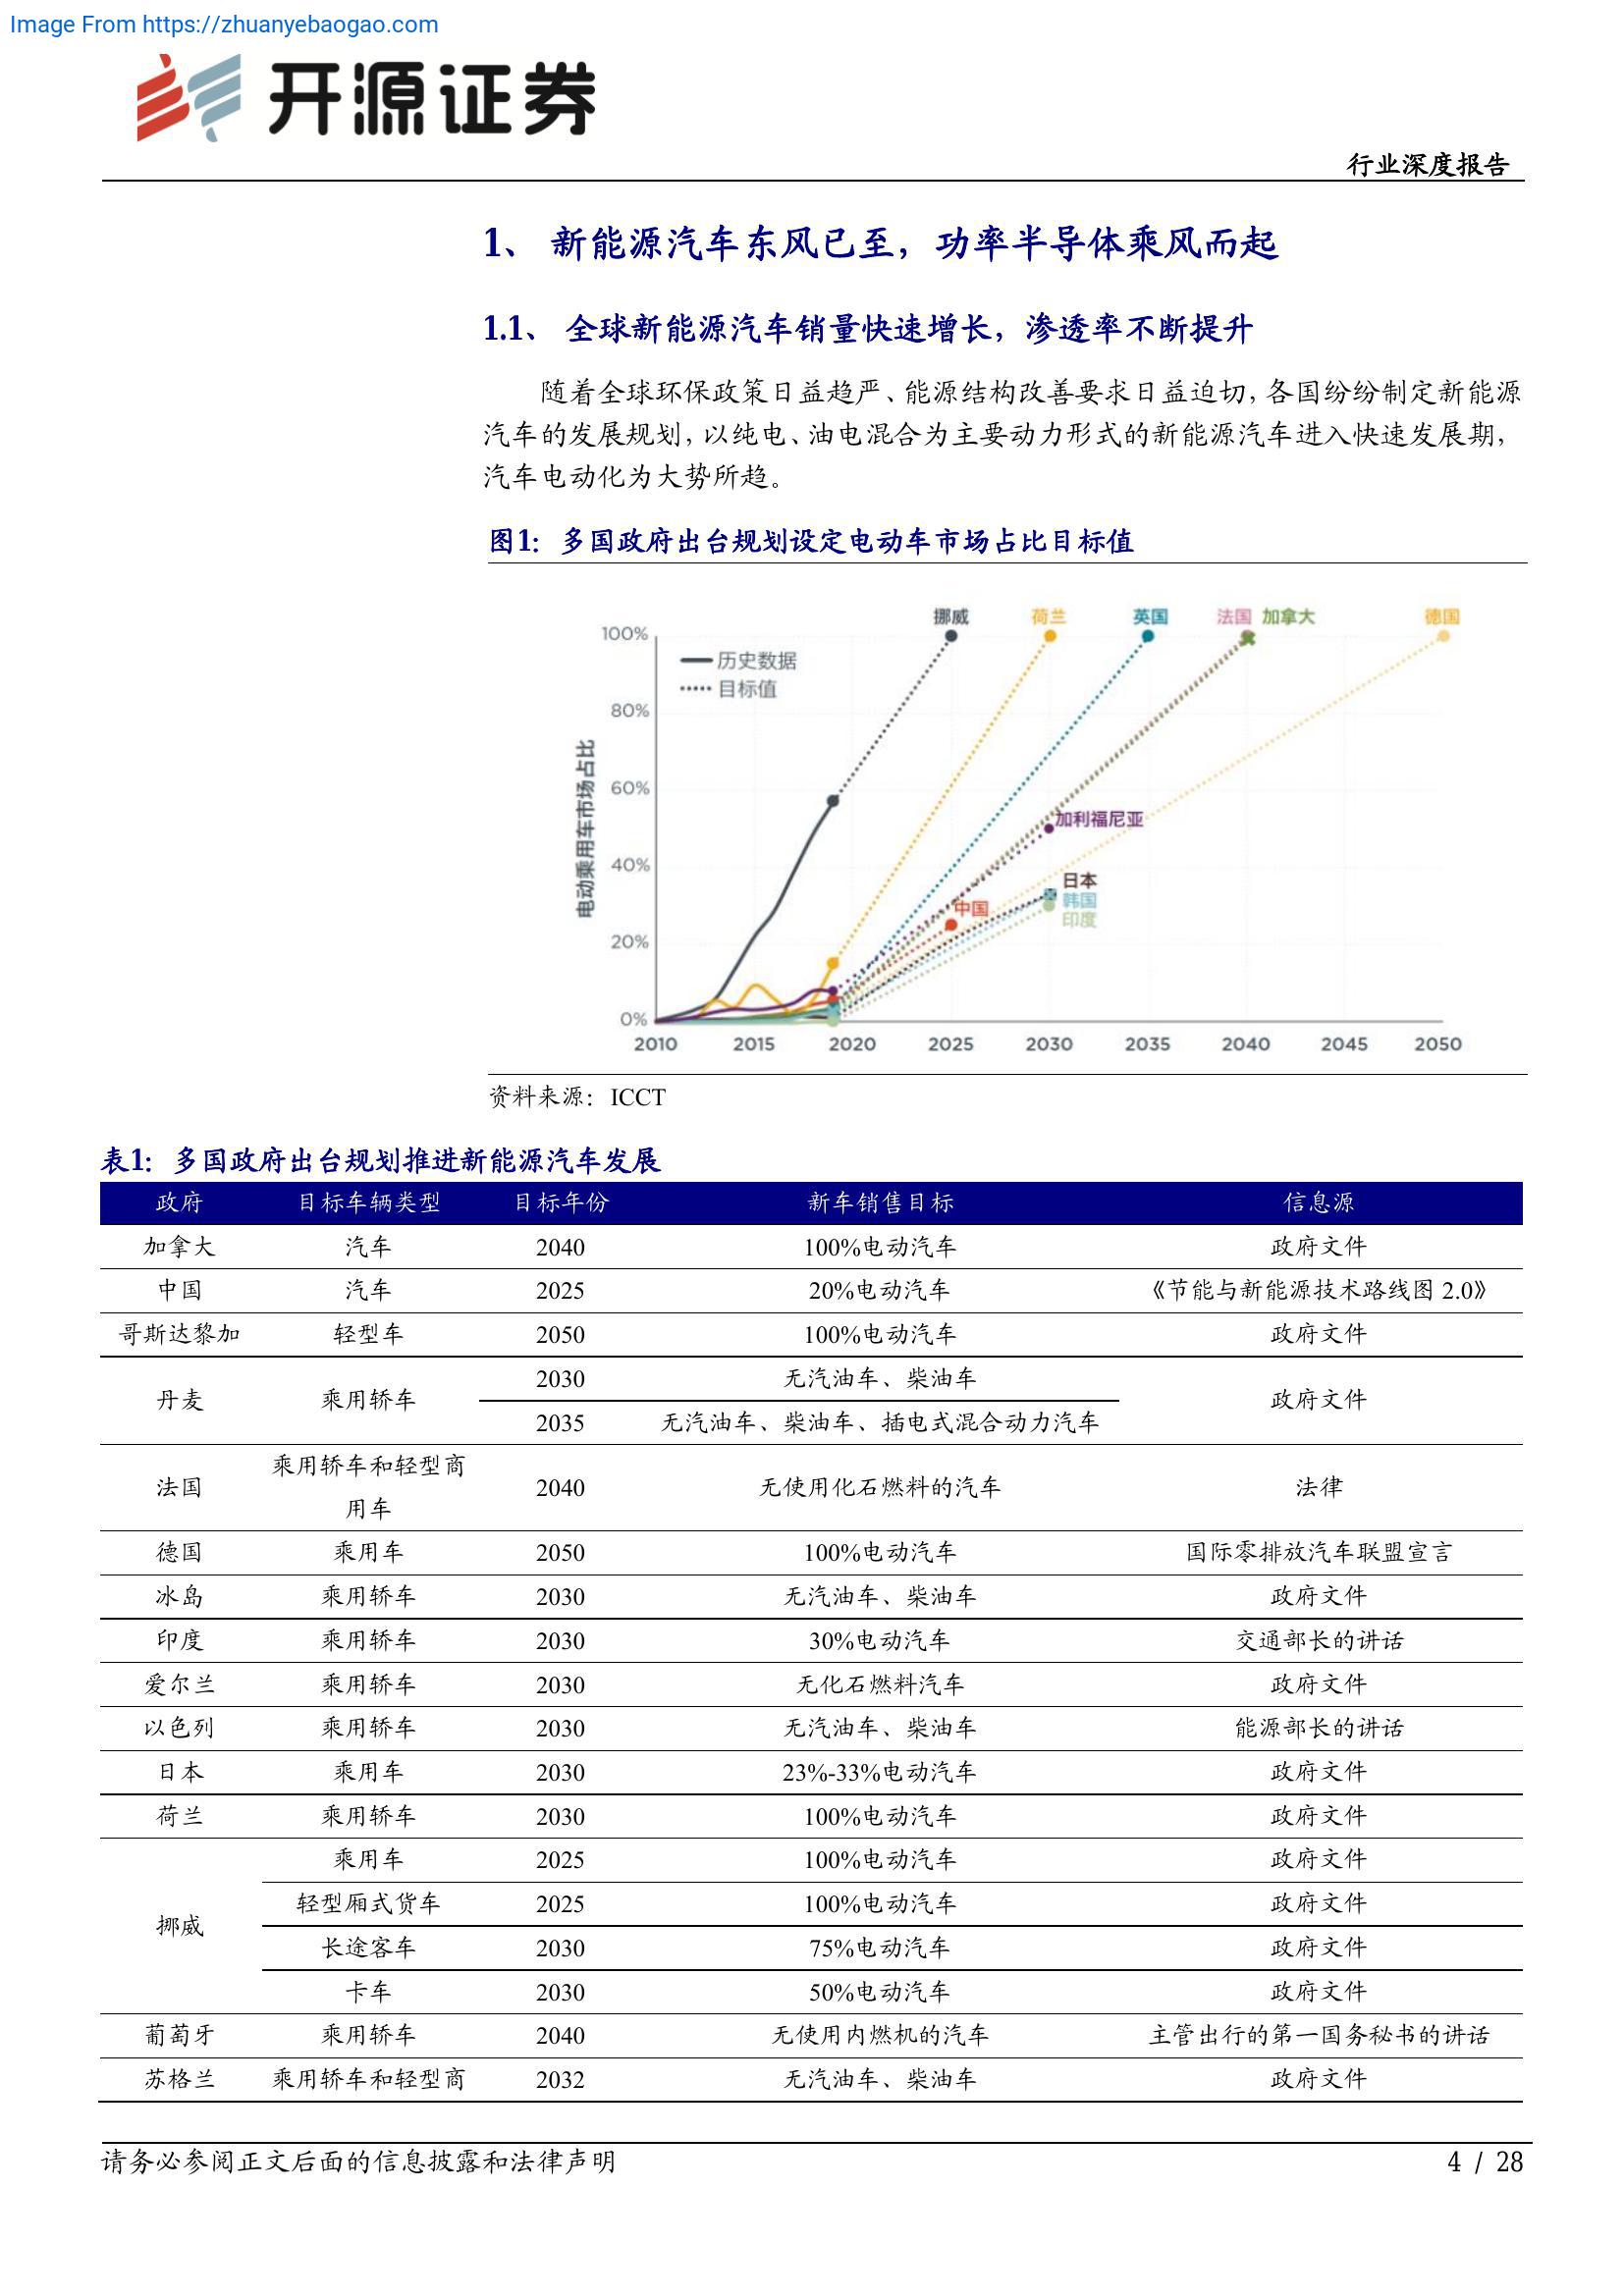 Image From https://zhuanyebaogao.com
开源证券
行业深度报告
1、 新能源汽车东风已至，功率半导体乘风而起
1.1、 全球新能源汽车销量快速增长，渗透率不断提升
随着全球环保政策日益趋严、能源结构改善要求日益迫切，各国纷纷制定新能源
汽车的发展规划，以纯电、油电混合为主要动力形式的新能源汽车进入快速发展期，
汽车电动化为大势所趋。
图1：多国政府出台规划设定电动车市场占比目标值
挪威 荷兰 英国 法国 加拿大 德国
100%
历史数据
目标值
80%
电动乘用车市场占比
60%
加利福尼亚
40%
日本
韩国
中国
印度
20%
0%
2010 2015 2020 2025 2030 2035 2040 2045 2050
资料来源：ICCT
表1：多国政府出台规划推进新能源汽车发展
政府 目标车辆类型 目标年份 新车销售目标 信息源
加拿大 汽车 2040 100%电动汽车 政府文件
中国 汽车 2025 20%电动汽车 《节能与新能源技术路线图 2.0》
哥斯达黎加 轻型车 2050 100%电动汽车 政府文件
2030 无汽油车、柴油车
丹麦 乘用轿车 政府文件
2035 无汽油车、柴油车、插电式混合动力汽车
乘用轿车和轻型商
法国 2040 无使用化石燃料的汽车 法律
用车
德国 乘用车 2050 100%电动汽车 国际零排放汽车联盟宣言
冰岛 乘用轿车 2030 无汽油车、柴油车 政府文件
印度 乘用轿车 2030 30%电动汽车 交通部长的讲话
爱尔兰 乘用轿车 2030 无化石燃料汽车 政府文件
以色列 乘用轿车 2030 无汽油车、柴油车 能源部长的讲话
日本 乘用车 2030 23%-33%电动汽车 政府文件
荷兰 乘用轿车 2030 100%电动汽车 政府文件
乘用车 2025 100%电动汽车 政府文件
轻型厢式货车 2025 100%电动汽车 政府文件
挪威
长途客车 2030 75%电动汽车 政府文件
卡车 2030 50%电动汽车 政府文件
葡萄牙 乘用轿车 2040 无使用内燃机的汽车 主管出行的第一国务秘书的讲话
苏格兰 乘用轿车和轻型商 2032 无汽油车、柴油车 政府文件
请务必参阅正文后面的信息披露和法律声明 4 / 28